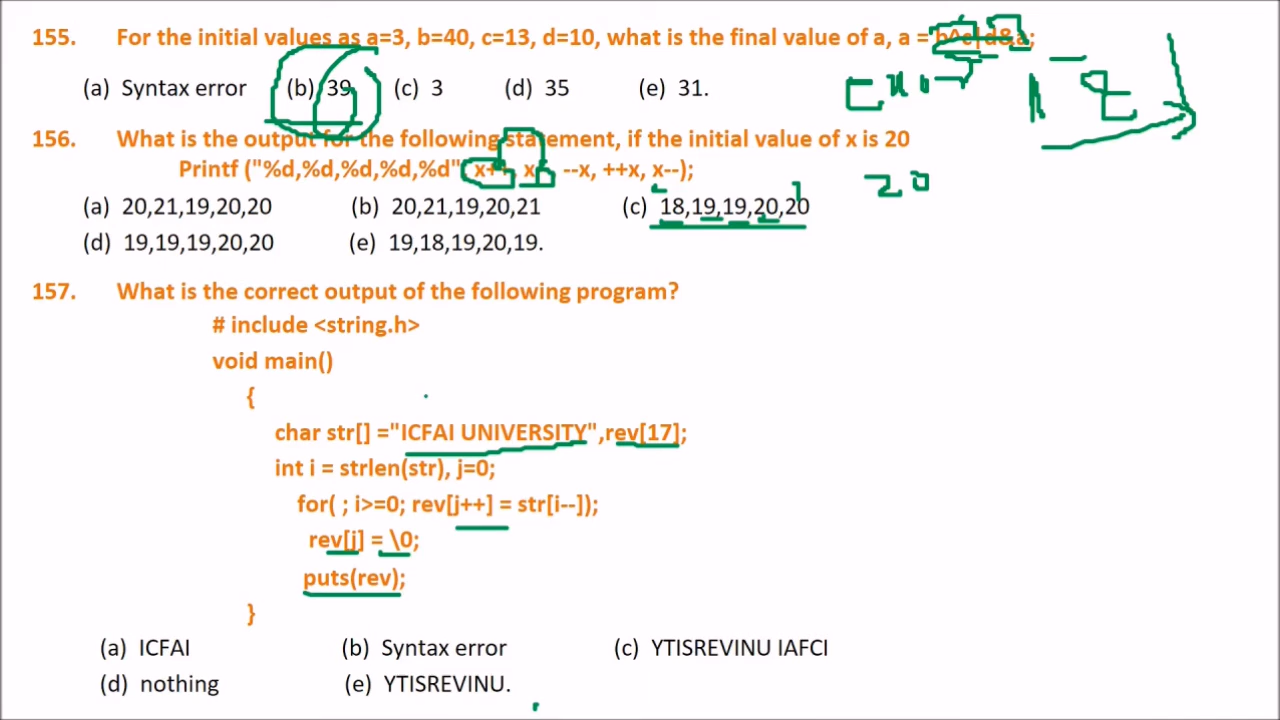 155. For the initial values as a=3, b=40, c=13, d=10, what is the final value of a, a = b^c|d&a;
(a) Syntax error (b) 39 (c) 3 (d) 35 (e) 31.
156. What is the output for the following statement, if the initial value of x is 20
Printf ("%d,%d,%d,%d,%d" x++, x, --x, ++x, x--);
20
(a) 20,21,19,20,20 (b) 20,21,19,20,21 (c) 18,19,19,20,20
(d) 19,19,19,20,20 (e) 19,18,19,20,19.
157. What is the correct output of the following program?
# include <string.h>
void main()
{
char str[] ="ICFAI UNIVERSITY",rev[17];
int i = strlen(str), j=0;
for( ; i>=0; rev[j++] = str[i--]);
rev[j] = \0;
puts(rev);
}
(a) ICFAI (b) Syntax error (c) YTISREVINU IAFCI
(d) nothing (e) YTISREVINU.